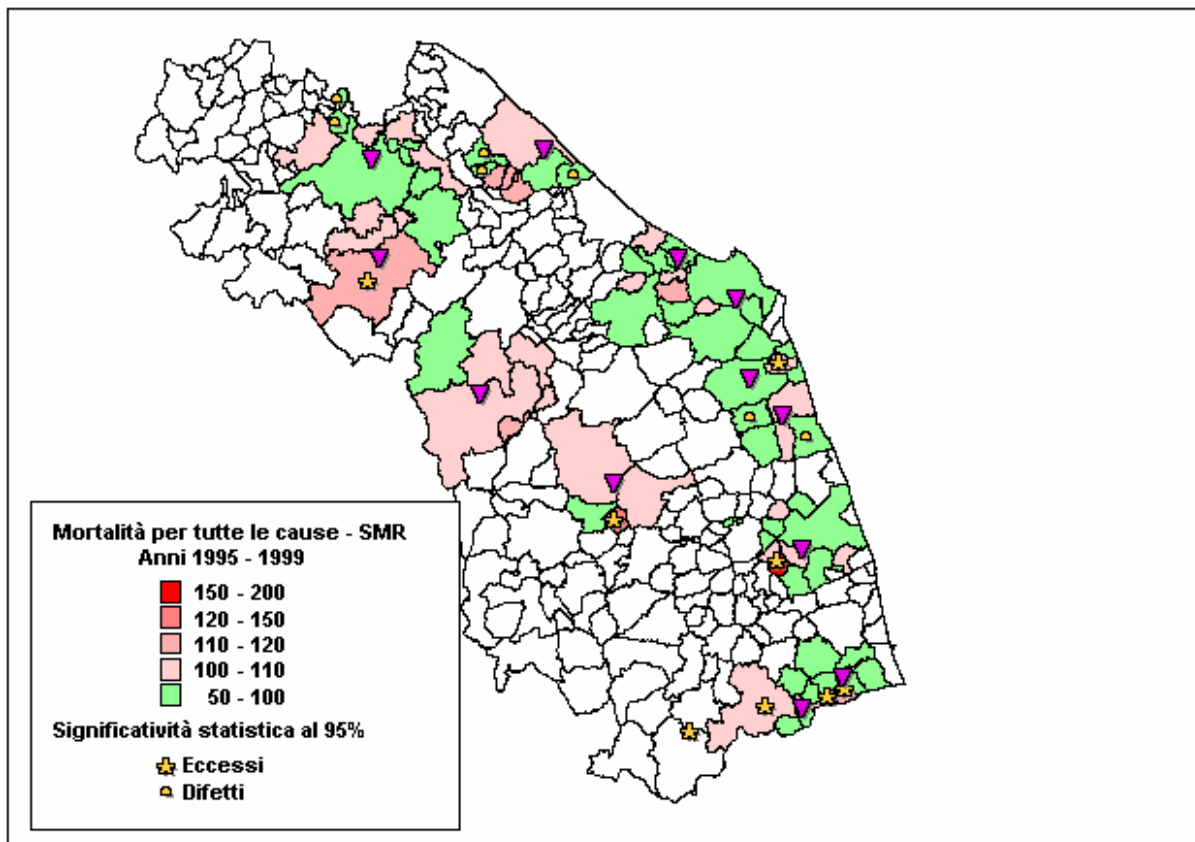 Mortalità per tutte le cause - SMR
Anni 1995 - 1999
150 - 200
120 - 150
110 - 120
100 - 110
50 - 100
Significatività statistica al 95%
Eccessi
Difetti